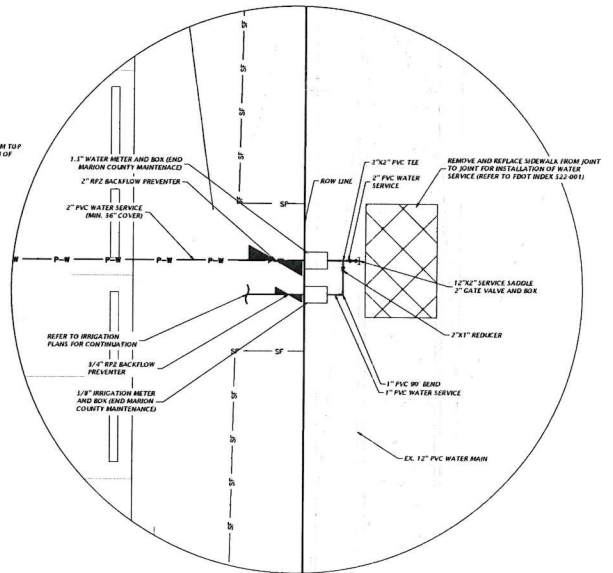 M TOP
OF
1.5" WATER METER AND BOX (END
MARION COUNTY MAINTENACE)
2" RPZ BACKFLOW PREVENTER
2" PVC WATER SERVICE
(MIN. 36" COVER)
REFER TO IRRIGATION
PLANS FOR CONTINUATION
3/4" RPZ BACKFLOW
PREVENTER
5/8" IRRIGATION METER
AND BOX (END MARION
COUNTY MAINTENANCE)
ROW LINE
2"X2" PVC TEE
2" PVC WATER
SERVICE
REMOVE AND REPLACE SIDEWALK FROM JOINT
TO JOINT FOR INSTALLATION OF WATER
SERVICE (REFER TO FDOT INDEX 522-001)
12"X2" SERVICE SADDLE
2" GATE VALVE AND BOX
2"X1" REDUCER
1" PVC 90° BEND
1" PVC WATER SERVICE
EX. 12" PVC WATER MAIN
W P-W P-W P-W P-W P-W
SF
SF
SF
SF
SF
SF
SF
SF